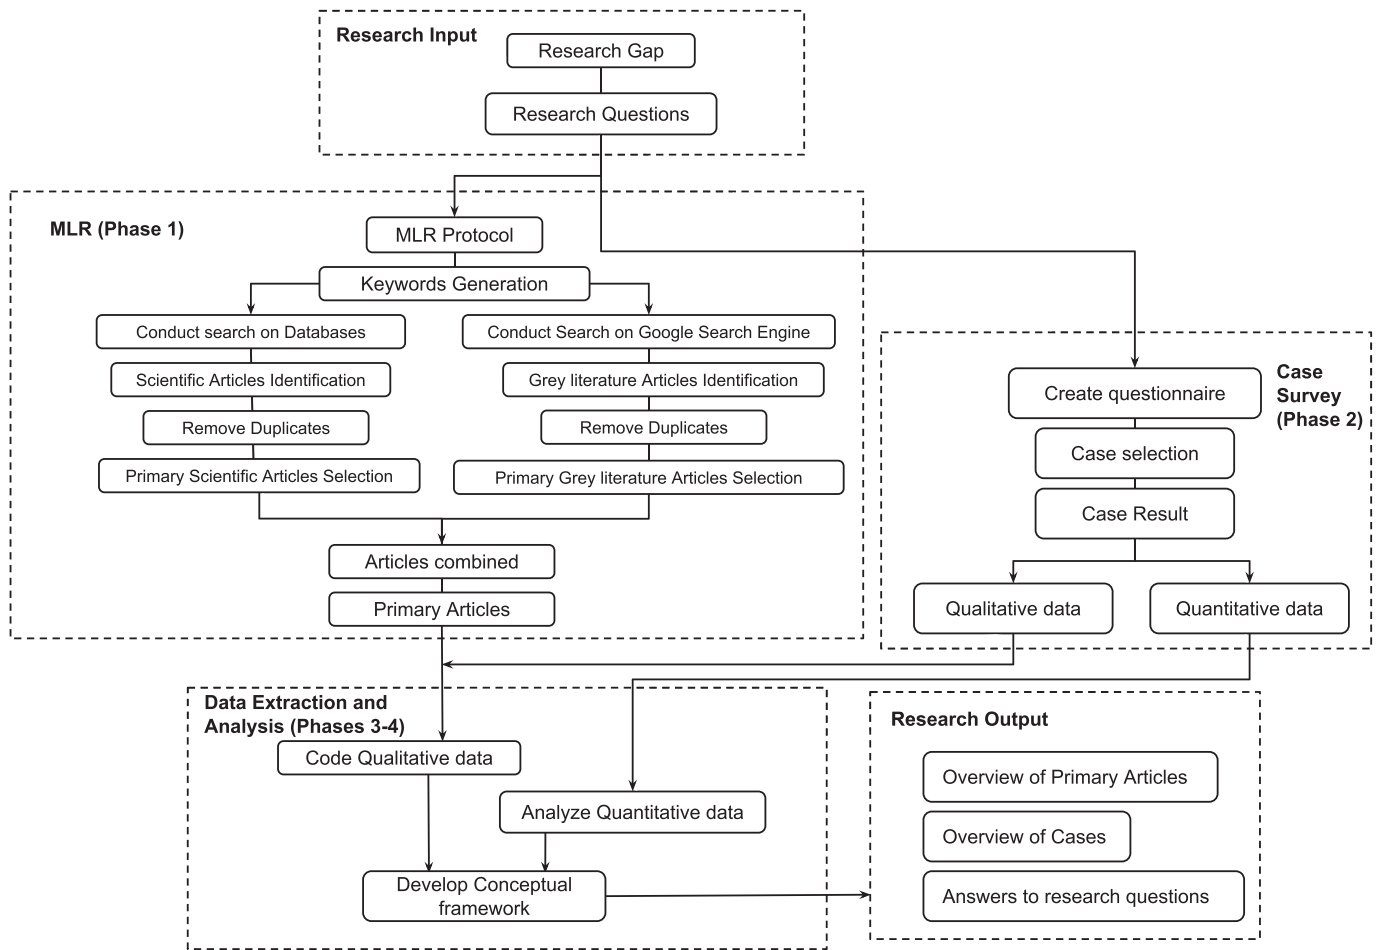 Research Input
Research Gap
Research Questions
MLR (Phase 1)
MLR Protocol
Keywords Generation
Conduct search on Databases
Scientific Articles Identification
Remove Duplicates
Primary Scientific Articles Selection
Conduct Search on Google Search Engine
Grey literature Articles Identification
Remove Duplicates
Primary Grey literature Articles Selection
Articles combined
Primary Articles
Case
Survey
(Phase 2)
Create questionnaire
Case selection
Case Result
Qualitative data
Quantitative data
Data Extraction and
Analysis (Phases 3-4)
Code Qualitative data
Analyze Quantitative data
Develop Conceptual
framework
Research Output
Overview of Primary Articles
Overview of Cases
Answers to research questions